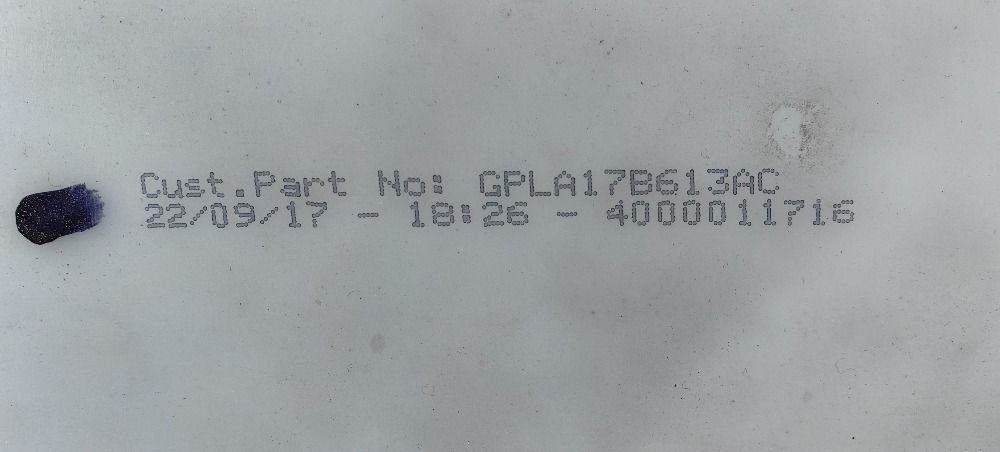 Cust.Part No: GPLA17B613AC
22/09/17 - 18:26 - 4000011716